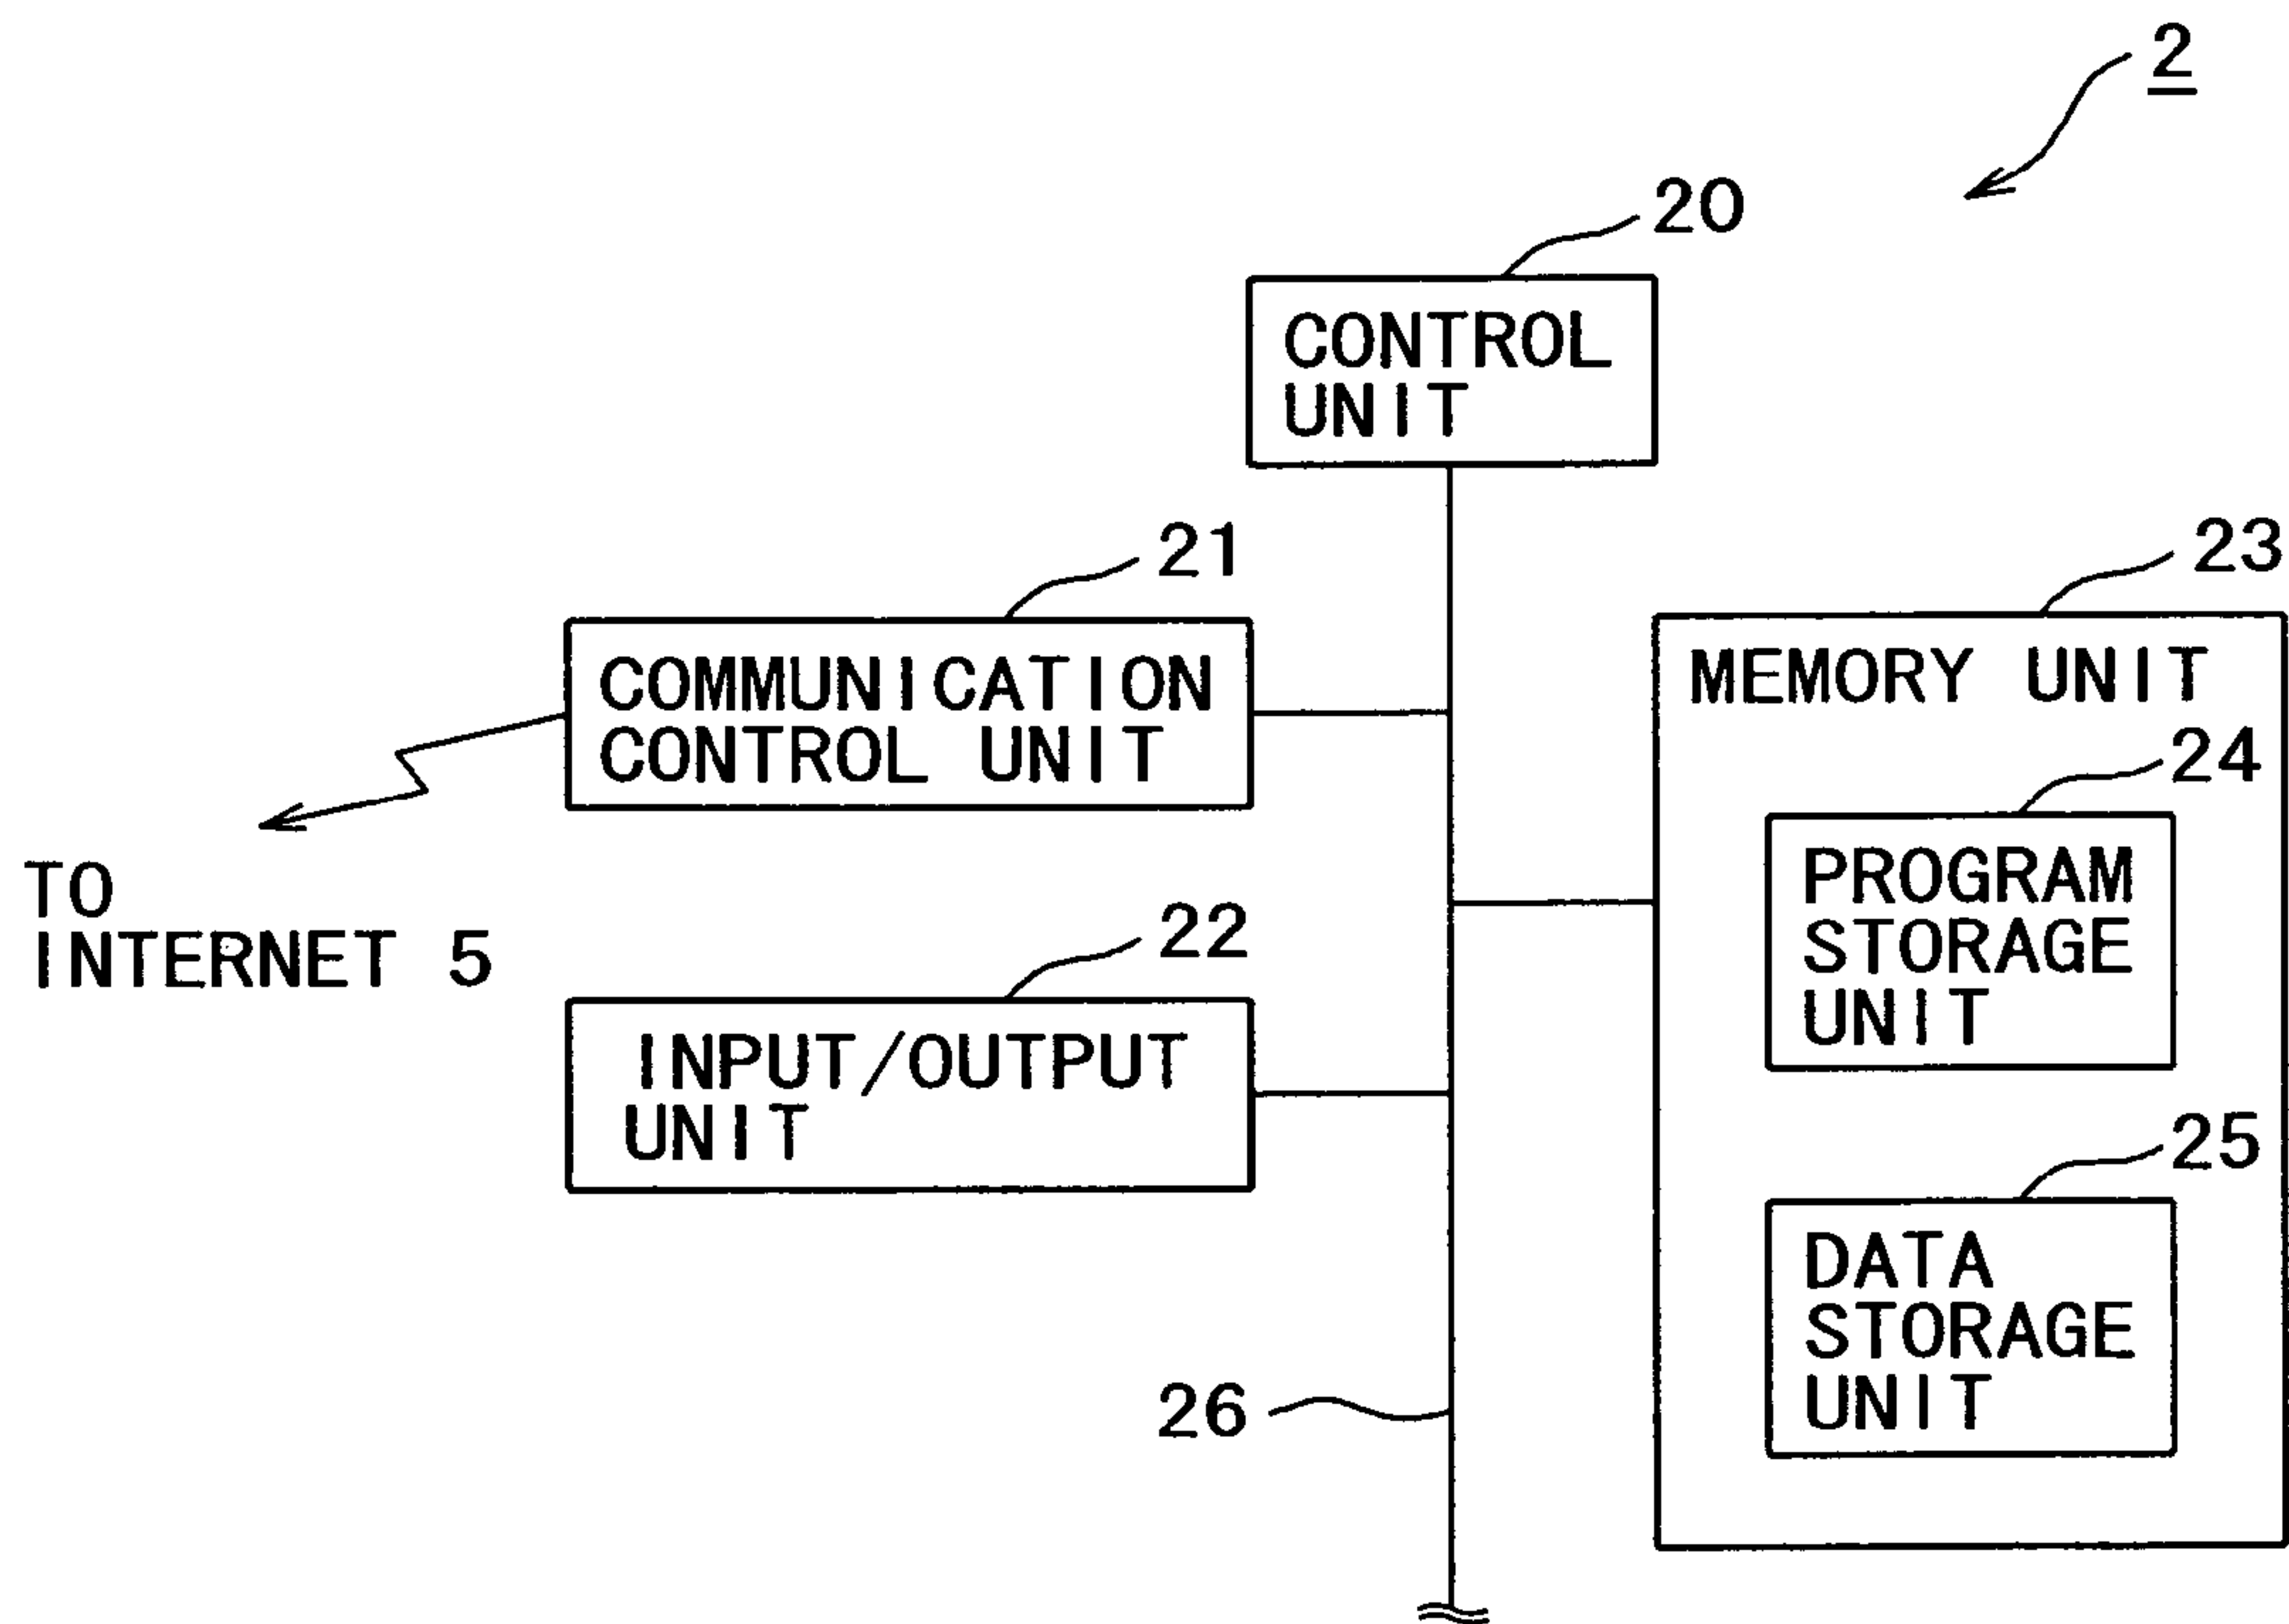 2
20
CONTROL
UNIT
21
COMMUNICATION
CONTROL UNIT
TO
INTERNET 5
22
INPUT/OUTPUT
UNIT
23
MEMORY UNIT
24
PROGRAM
STORAGE
UNIT
25
DATA
STORAGE
UNIT
26